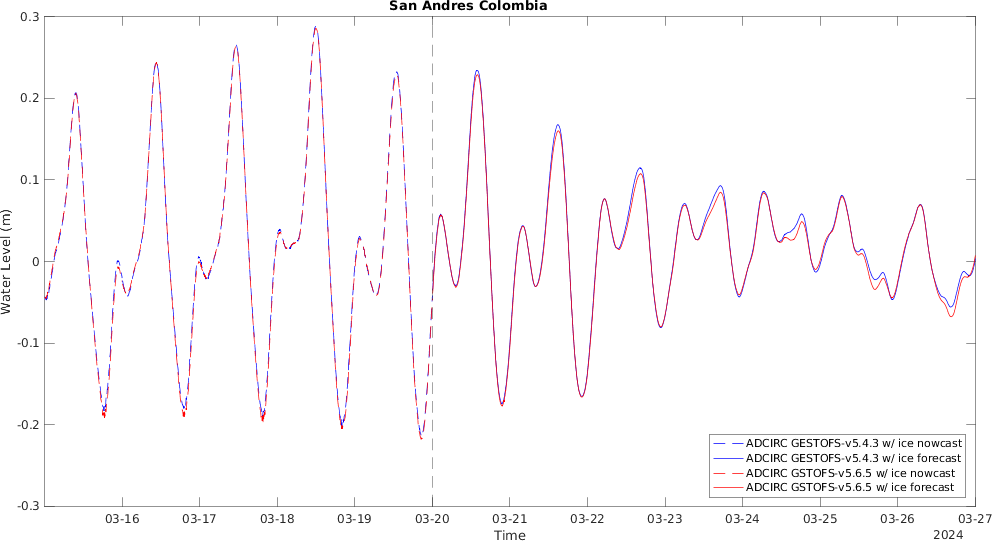 San Andres Colombia
0.3
0.2
0.1
0
-0.1
-0.2
-0.3
Water Level (m)
03-16
03-17
03-18
03-19
03-20
03-21
03-22
03-23
03-24
03-25
03-26
03-27
Time
2024
ADCIRC GESTOFS-v5.4.3 w/ ice nowcast
ADCIRC GESTOFS-v5.4.3 w/ ice forecast
ADCIRC GSTOFS-v5.6.5 w/ ice nowcast
ADCIRC GSTOFS-v5.6.5 w/ ice forecast